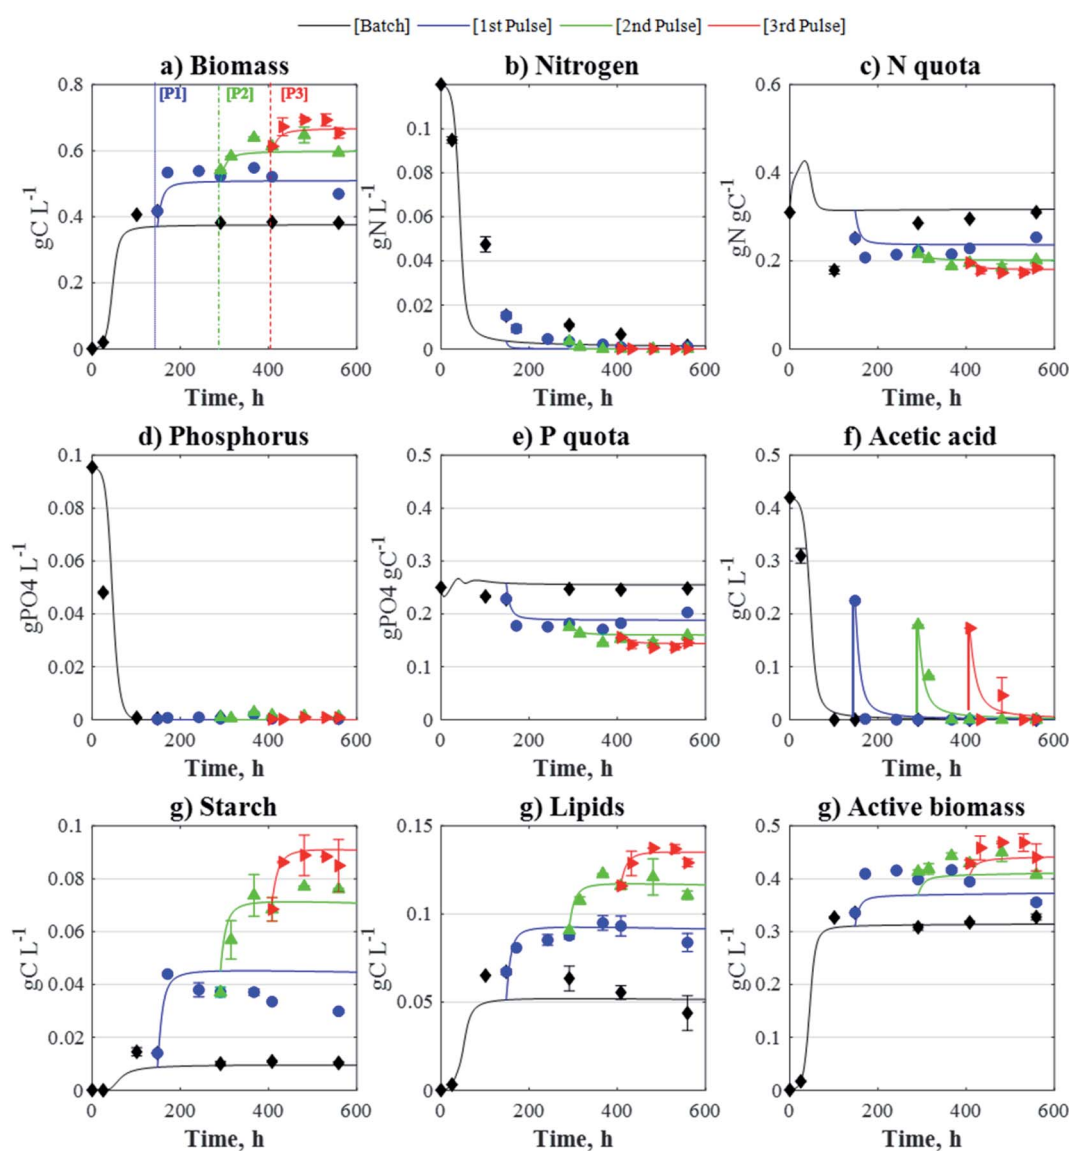 [Batch] [1st Pulse] [2nd Pulse] [3rd Pulse]
a) Biomass b) Nitrogen c) N quota
[P1] [P2] [P3]
gC L-1
0.8
0.6
0.4
0.2
0
0 200 400 600
Time, h
gN L-1
0.1
0.08
0.06
0.04
0.02
0
0 200 400 600
Time, h
gN gC-1
0.6
0.4
0.2
0
0 200 400 600
Time, h
d) Phosphorus e) P quota f) Acetic acid
gPO4 L-1
0.1
0.08
0.06
0.04
0.02
0
0 200 400 600
Time, h
gPO4 gC-1
0.5
0.4
0.3
0.2
0.1
0
0 200 400 600
Time, h
gC L-1
0.5
0.4
0.3
0.2
0.1
0
0 200 400 600
Time, h
g) Starch g) Lipids g) Active biomass
gC L-1
0.1
0.08
0.06
0.04
0.02
0
0 200 400 600
Time, h
gC L-1
0.15
0.1
0.05
0
0 200 400 600
Time, h
gC L-1
0.5
0.4
0.3
0.2
0.1
0
0 200 400 600
Time, h